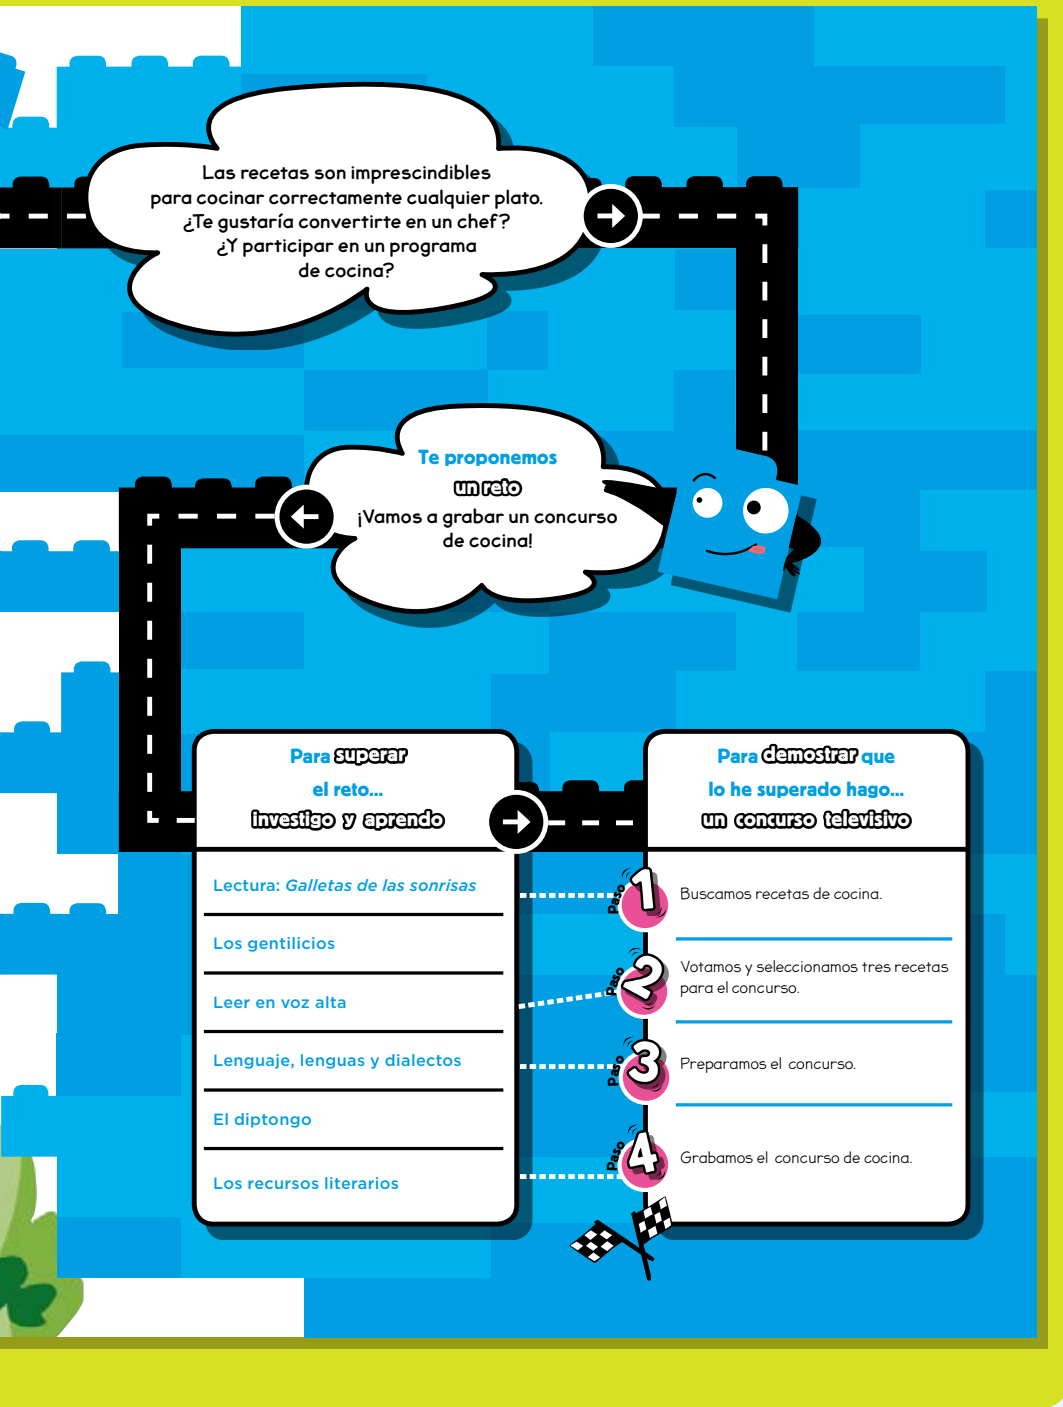 Las recetas son imprescindibles
para cocinar correctamente cualquier plato.
¿Te gustaría convertirte en un chef?
¿Y participar en un programa
de cocina?
Te proponemos
un reto
¡Vamos a grabar un concurso
de cocina!
Para superar
el reto...
investigo y aprendo
Lectura: Galletas de las sonrisas
Los gentilicios
Leer en voz alta
Lenguaje, lenguas y dialectos
El diptongo
Los recursos literarios
Para demostrar que
lo he superado hago...
un concurso televisivo
Paso 1
Buscamos recetas de cocina.
Paso 2
Votamos y seleccionamos tres recetas
para el concurso.
Paso 3
Preparamos el concurso.
Paso 4
Grabamos el concurso de cocina.